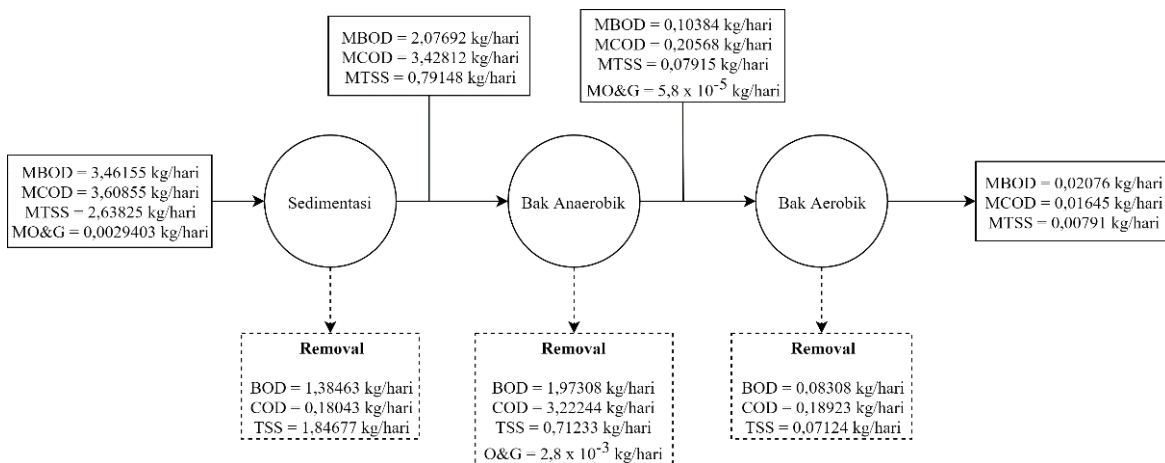 MBOD = 3,46155 kg/hari
MCOD = 3,60855 kg/hari
MTSS = 2,63825 kg/hari
MO&G = 0,0029403 kg/hari
Sedimentasi
MBOD = 2,07692 kg/hari
MCOD = 3,42812 kg/hari
MTSS = 0,79148 kg/hari
Bak Anaerobik
MBOD = 0,10384 kg/hari
MCOD = 0,20568 kg/hari
MTSS = 0,07915 kg/hari
MO&G = 5,8 x 10⁻⁵ kg/hari
Bak Aerobik
MBOD = 0,02076 kg/hari
MCOD = 0,01645 kg/hari
MTSS = 0,00791 kg/hari
Removal
BOD = 1,38463 kg/hari
COD = 0,18043 kg/hari
TSS = 1,84677 kg/hari
Removal
BOD = 1,97308 kg/hari
COD = 3,22244 kg/hari
TSS = 0,71233 kg/hari
O&G = 2,8 x 10⁻³ kg/hari
Removal
BOD = 0,08308 kg/hari
COD = 0,18923 kg/hari
TSS = 0,07124 kg/hari